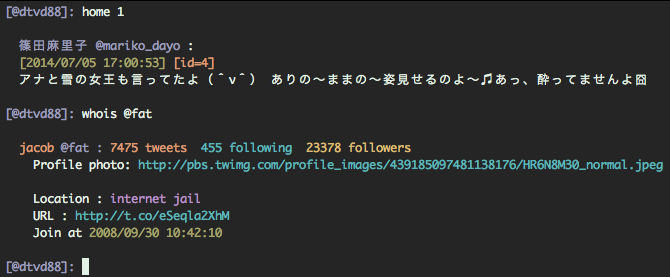 [@dtvd88]: home 1
篠田麻里子 @mariko_dayo :
[2014/07/05 17:00:53] [id=4]
アナと雪の女王も言ってたよ（＾ν＾） ありの〜ままの〜姿見せるのよ〜♫あっ、酔ってませんよ囧
[@dtvd88]: whois @fat
jacob @fat : 7475 tweets 455 following 23378 followers
Profile photo: http://pbs.twimg.com/profile_images/439185097481138176/HR6N8M30_normal.jpeg
Location : internet jail
URL : http://t.co/eSeqla2XhM
Join at 2008/09/30 10:42:10
[@dtvd88]: